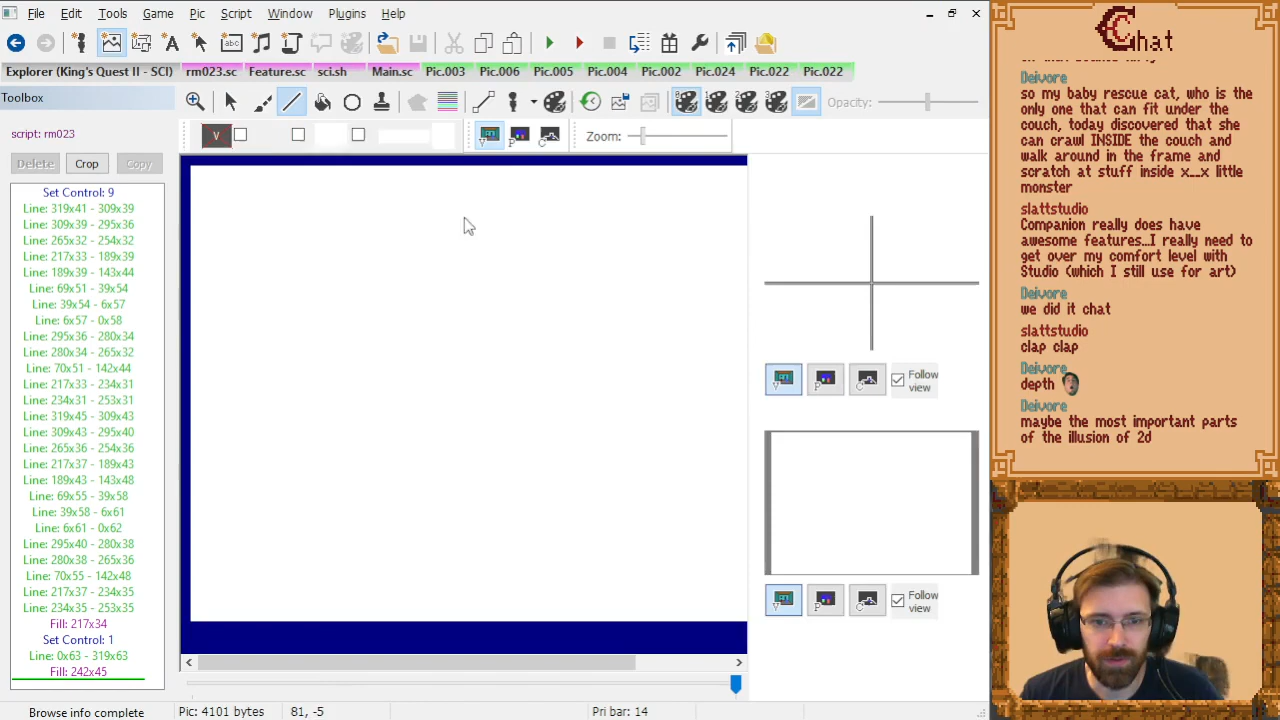 File Edit Tools Game Pic Script Window Plugins Help
Explorer (King's Quest II - SCI) rm023.sc Feature.sc sci.sh Main.sc Pic.003 Pic.006 Pic.005 Pic.004 Pic.002 Pic.024 Pic.022 Pic.022
Toolbox
Opacity:
script: rm023
V
Zoom:
Delete Crop Copy
Set Control: 9
Line: 319x41 - 309x39
Line: 309x39 - 295x36
Line: 265x32 - 254x32
Line: 217x33 - 189x39
Line: 189x39 - 143x44
Line: 69x51 - 39x54
Line: 39x54 - 6x57
Line: 6x57 - 0x58
Line: 295x36 - 280x34
Line: 280x34 - 265x32
Line: 70x51 - 142x44
Line: 217x33 - 234x31
Line: 234x31 - 253x31
Line: 319x45 - 309x43
Line: 309x43 - 295x40
Line: 265x36 - 254x36
Line: 217x37 - 189x43
Line: 189x43 - 143x48
Line: 69x55 - 39x58
Line: 39x58 - 6x61
Line: 6x61 - 0x62
Line: 295x40 - 280x38
Line: 280x38 - 265x36
Line: 70x55 - 142x48
Line: 217x37 - 234x35
Line: 234x35 - 253x35
Fill: 217x34
Set Control: 1
Line: 0x63 - 319x63
Fill: 242x45
Follow
view
Follow
view
Browse info complete Pic: 4101 bytes 81, -5 Pri bar: 14
Chat
Deivore
so my baby rescue cat, who is the
only one that can fit under the
couch, today discovered that she
can crawl INSIDE the couch and
walk around in the frame and
scratch at stuff inside x__x little
monster
slattstudio
Companion really does have
awesome features...I really need to
get over my comfort level with
Studio (which I still use for art)
Deivore
we did it chat
slattstudio
clap clap
Deivore
depth
Deivore
maybe the most important parts
of the illusion of 2d